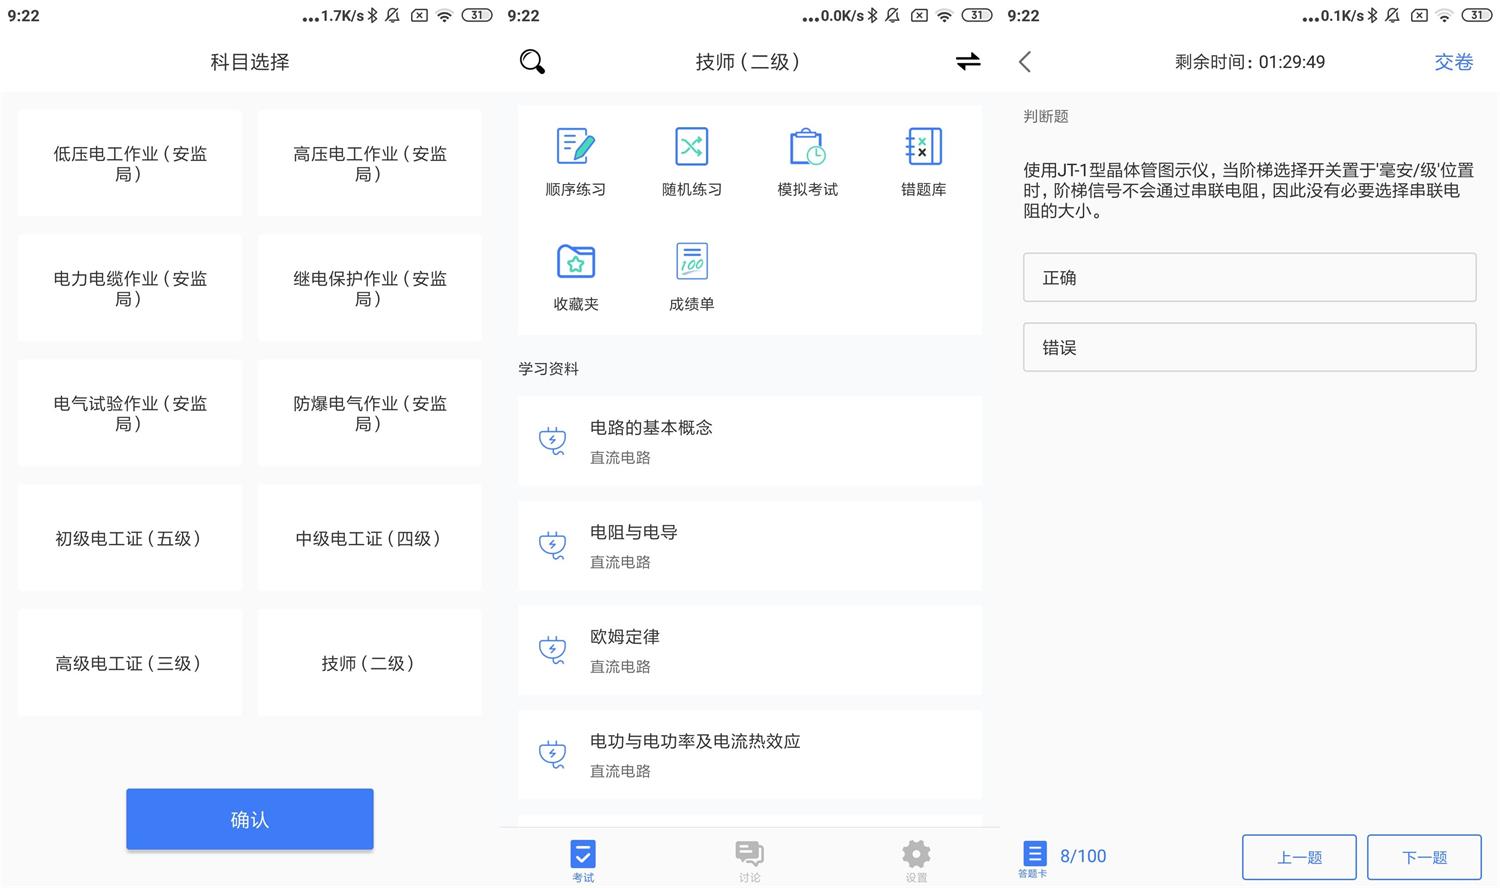 9:22
...1.7K/s
31
科目选择
低压电工作业（安监
局）
高压电工作业（安监
局）
电力电缆作业（安监
局）
继电保护作业（安监
局）
电气试验作业（安监
局）
防爆电气作业（安监
局）
初级电工证（五级）
中级电工证（四级）
高级电工证（三级）
技师（二级）
确认
9:22
...0.0K/s
31
技师（二级）
顺序练习
随机练习
模拟考试
错题库
收藏夹
100
成绩单
学习资料
电路的基本概念
直流电路
电阻与电导
直流电路
欧姆定律
直流电路
电功与电功率及电流热效应
直流电路
考试
讨论
设置
9:22
...0.1K/s
31
剩余时间：01:29:49
交卷
判断题
使用JT-1型晶体管图示仪，当阶梯选择开关置于'毫安/级'位置
时，阶梯信号不会通过串联电阻，因此没有必要选择串联电
阻的大小。
正确
错误
答题卡
8/100
上一题
下一题